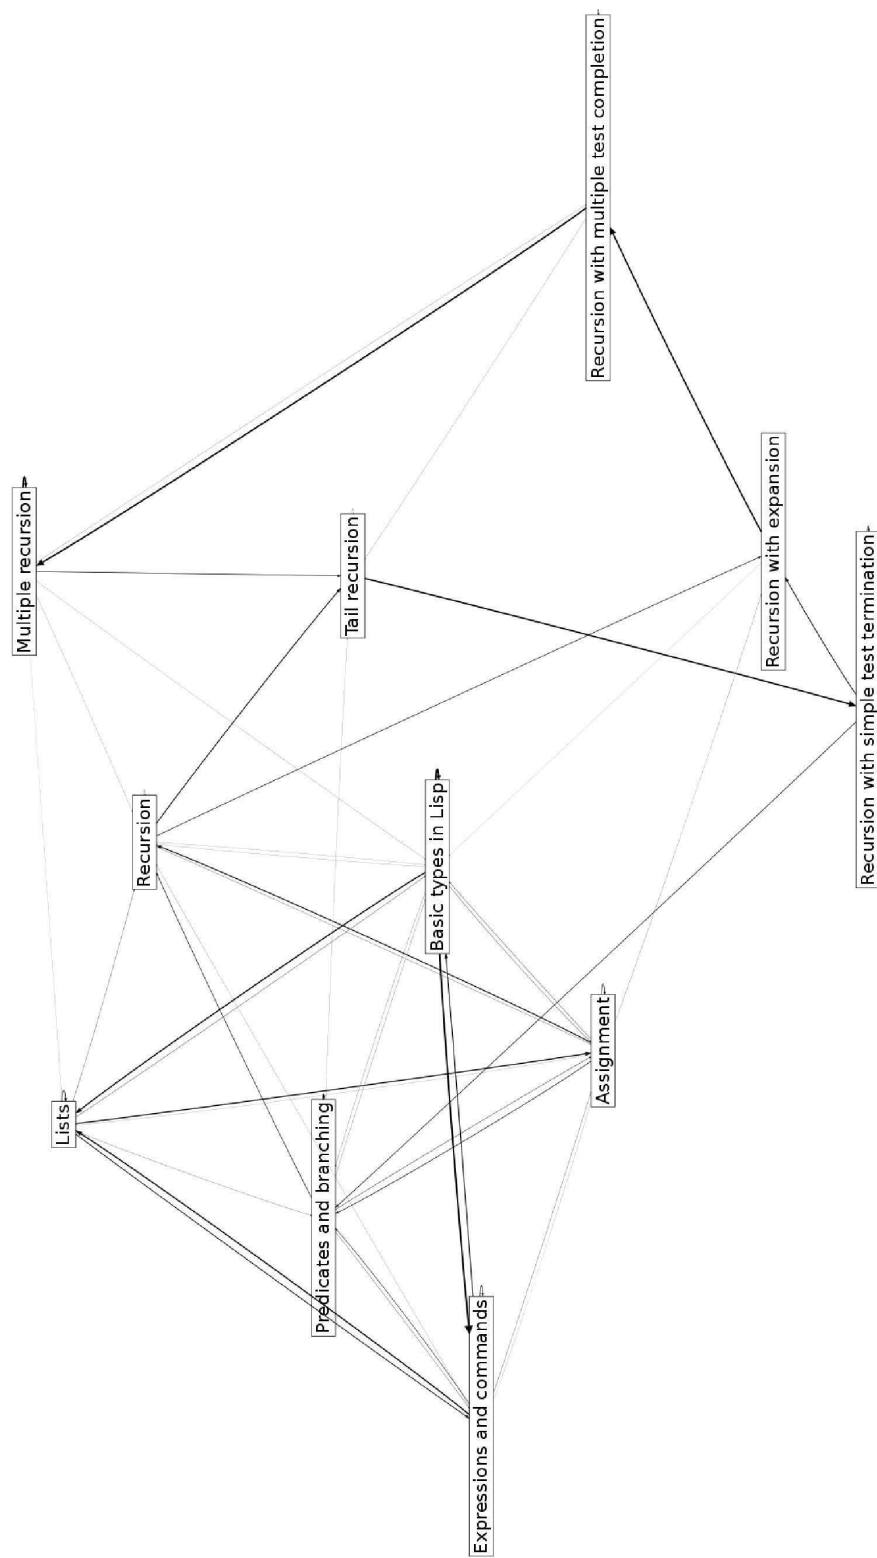 Recursion with multiple test completion
Multiple recursion
Tail recursion
Recursion with expansion
Recursion with simple test termination
Recursion
Basic types in Lisp
Assignment
Lists
Predicates and branching
Expressions and commands